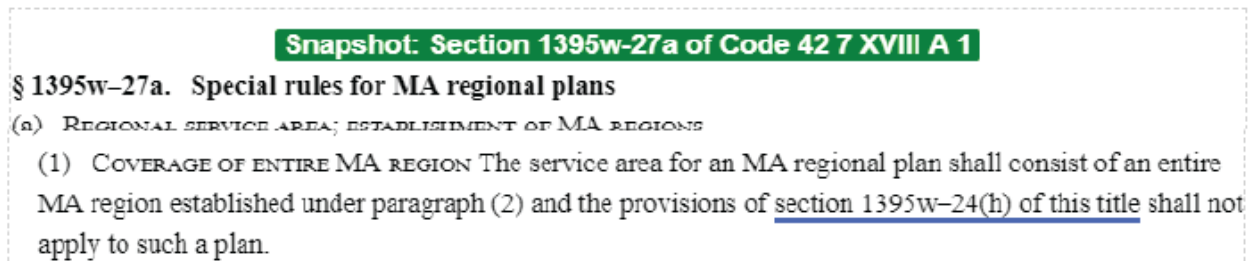 Snapshot: Section 1395w-27a of Code 42 7 XVIII A 1
§ 1395w–27a. Special rules for MA regional plans
(a) Regional service area; establishment of MA regions
(1) Coverage of entire MA region The service area for an MA regional plan shall consist of an entire
MA region established under paragraph (2) and the provisions of section 1395w–24(h) of this title shall not
apply to such a plan.